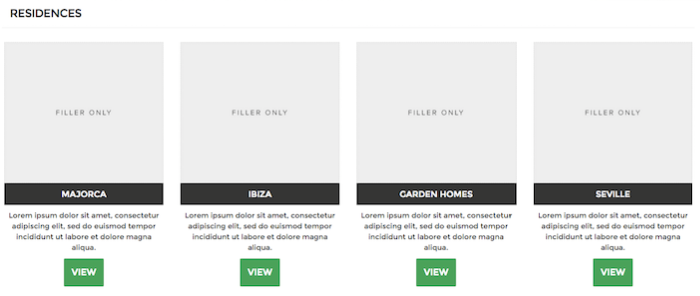 RESIDENCES
FILLER ONLY
FILLER ONLY
FILLER ONLY
FILLER ONLY
MAJORCA
IBIZA
GARDEN HOMES
SEVILLE
Lorem ipsum dolor sit amet, consectetur
adipiscing elit, sed do euismod tempor
incididunt ut labore et dolore magna
aliqua.
Lorem ipsum dolor sit amet, consectetur
adipiscing elit, sed do euismod tempor
incididunt ut labore et dolore magna
aliqua.
Lorem ipsum dolor sit amet, consectetur
adipiscing elit, sed do euismod tempor
incididunt ut labore et dolore magna
aliqua.
Lorem ipsum dolor sit amet, consectetur
adipiscing elit, sed do euismod tempor
incididunt ut labore et dolore magna
aliqua.
VIEW
VIEW
VIEW
VIEW